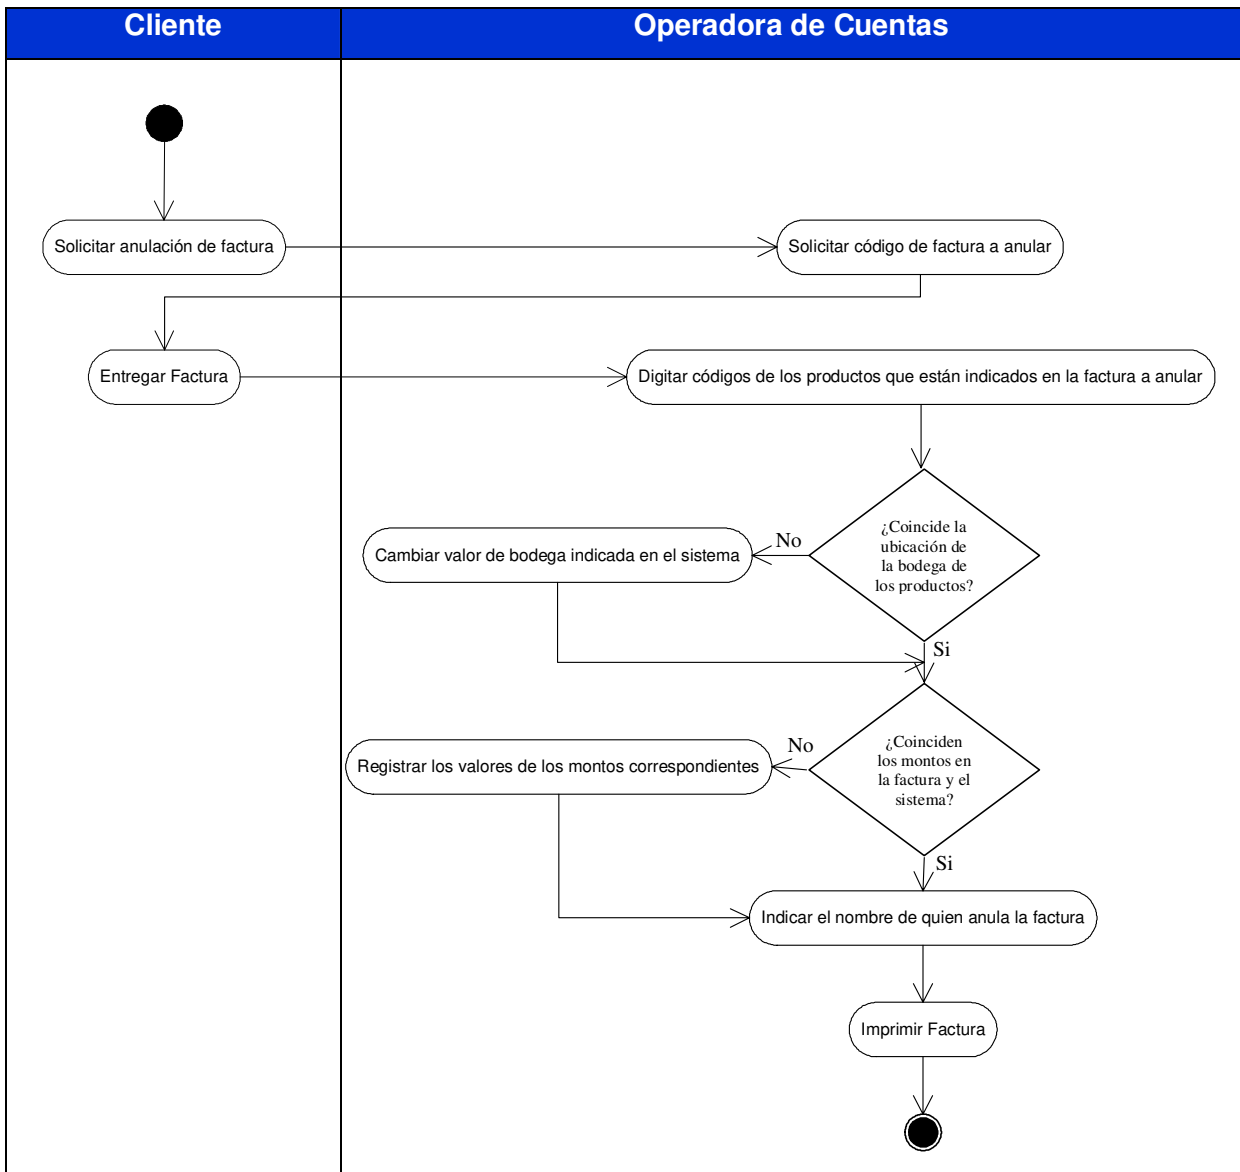 Cliente
Operadora de Cuentas
Solicitar anulación de factura
Solicitar código de factura a anular
Entregar Factura
Digitar códigos de los productos que están indicados en la factura a anular
¿Coincide la
ubicación de
la bodega de
los productos?
No
Cambiar valor de bodega indicada en el sistema
Si
¿Coinciden
los montos en
la factura y el
sistema?
No
Registrar los valores de los montos correspondientes
Si
Indicar el nombre de quien anula la factura
Imprimir Factura